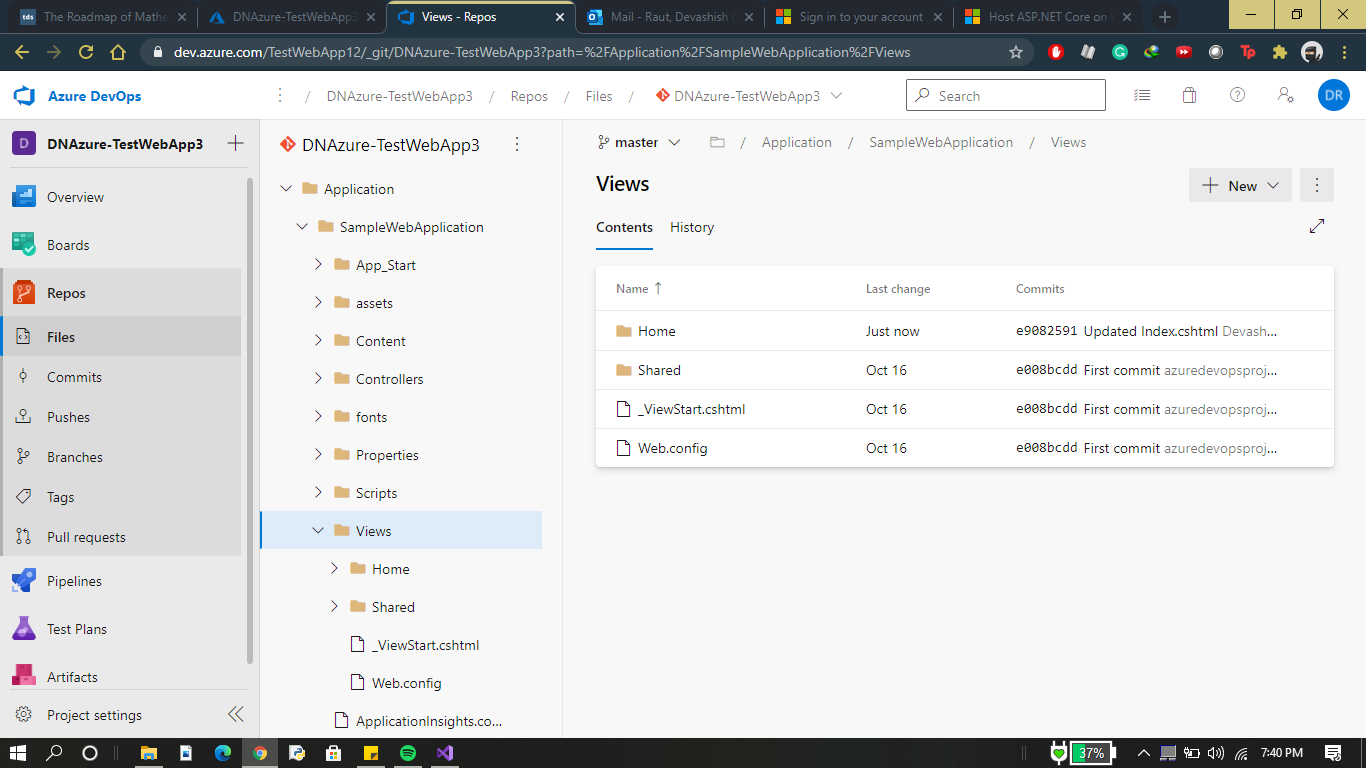 tds The Roadmap of Mathe
DNAzure-TestWebApp3
Views - Repos
Mail - Raut, Devashish (
Sign in to your account
Host ASP.NET Core on
dev.azure.com/TestWebApp12/_git/DNAzure-TestWebApp3?path=%2FApplication%2FSampleWebApplication%2FViews
Azure DevOps
/ DNAzure-TestWebApp3 / Repos / Files / DNAzure-TestWebApp3
Search
DR
D DNAzure-TestWebApp3
Overview
Boards
Repos
Files
Commits
Pushes
Branches
Tags
Pull requests
Pipelines
Test Plans
Artifacts
Project settings
DNAzure-TestWebApp3
Application
SampleWebApplication
App_Start
assets
Content
Controllers
fonts
Properties
Scripts
Views
Home
Shared
_ViewStart.cshtml
Web.config
ApplicationInsights.co...
master / Application / SampleWebApplication / Views
Views
New
Contents History
Name ↑ Last change Commits
Home Just now e9082591 Updated Index.cshtml Devash...
Shared Oct 16 e008bcdd First commit azuredevopsproj...
_ViewStart.cshtml Oct 16 e008bcdd First commit azuredevopsproj...
Web.config Oct 16 e008bcdd First commit azuredevopsproj...
37%
7:40 PM